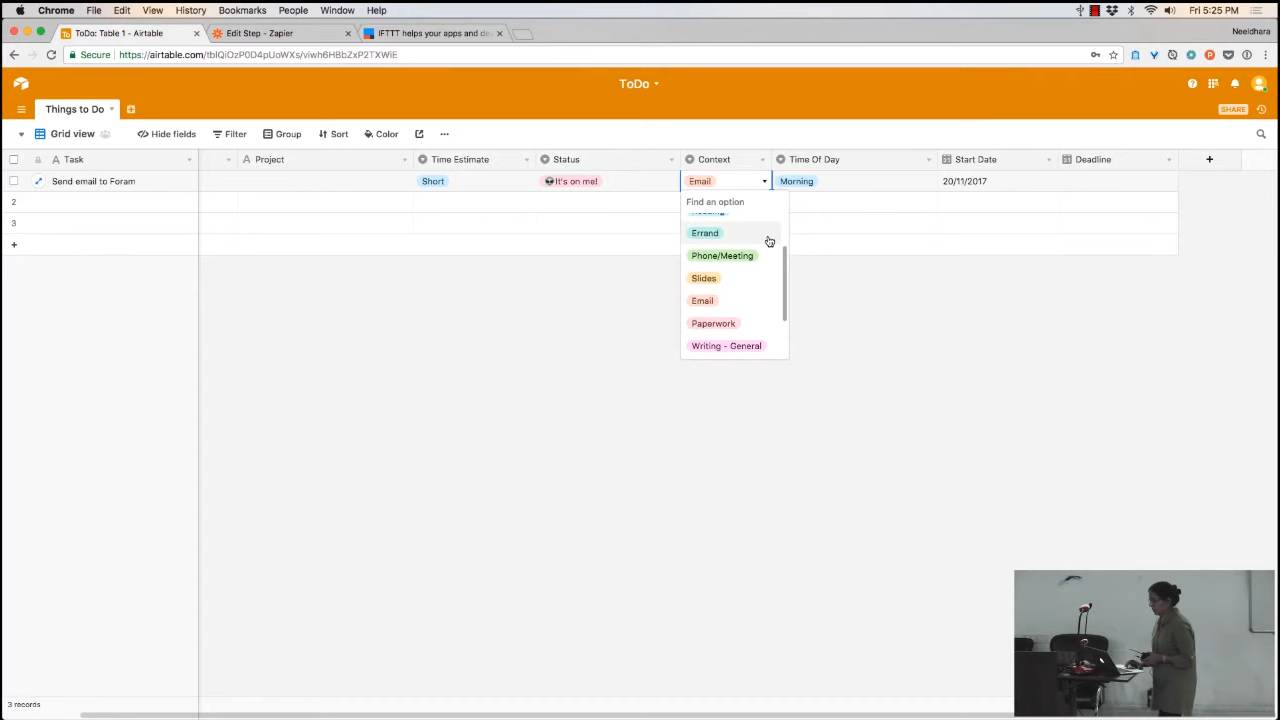 Chrome File Edit View History Bookmarks People Window Help Fri 5:25 PM
ToDo: Table 1 - Airtable Edit Step - Zapier IFTTT helps your apps and de Neeldhara
Secure https://airtable.com/tblQiOzP0D4pUoWXs/viwh6HBbZxP2TXWiE
ToDo
Things to Do SHARE
Grid view Hide fields Filter Group Sort Color
Task Project Time Estimate Status Context Time Of Day Start Date Deadline
Send email to Foram Short 👽It's on me! Email Morning 20/11/2017
2 Find an option
3 Errand
Phone/Meeting
Slides
Email
Paperwork
Writing - General
3 records